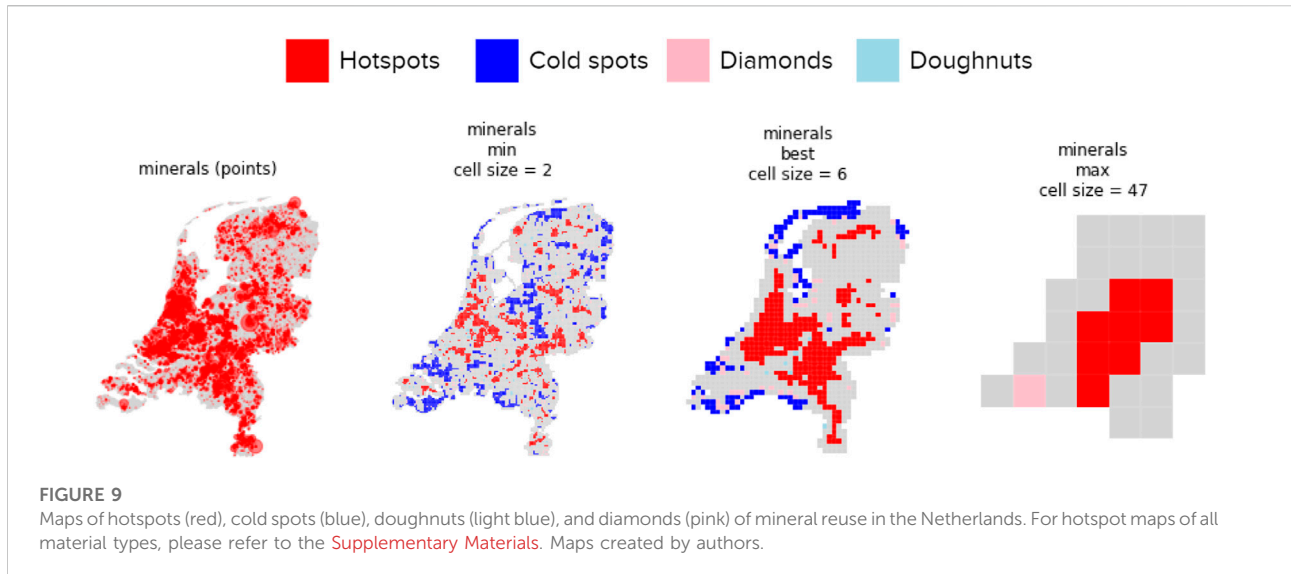 Hotspots
Cold spots
Diamonds
Doughnuts
minerals (points)
minerals
min
cell size = 2
minerals
best
cell size = 6
minerals
max
cell size = 47
FIGURE 9
Maps of hotspots (red), cold spots (blue), doughnuts (light blue), and diamonds (pink) of mineral reuse in the Netherlands. For hotspot maps of all
material types, please refer to the Supplementary Materials. Maps created by authors.